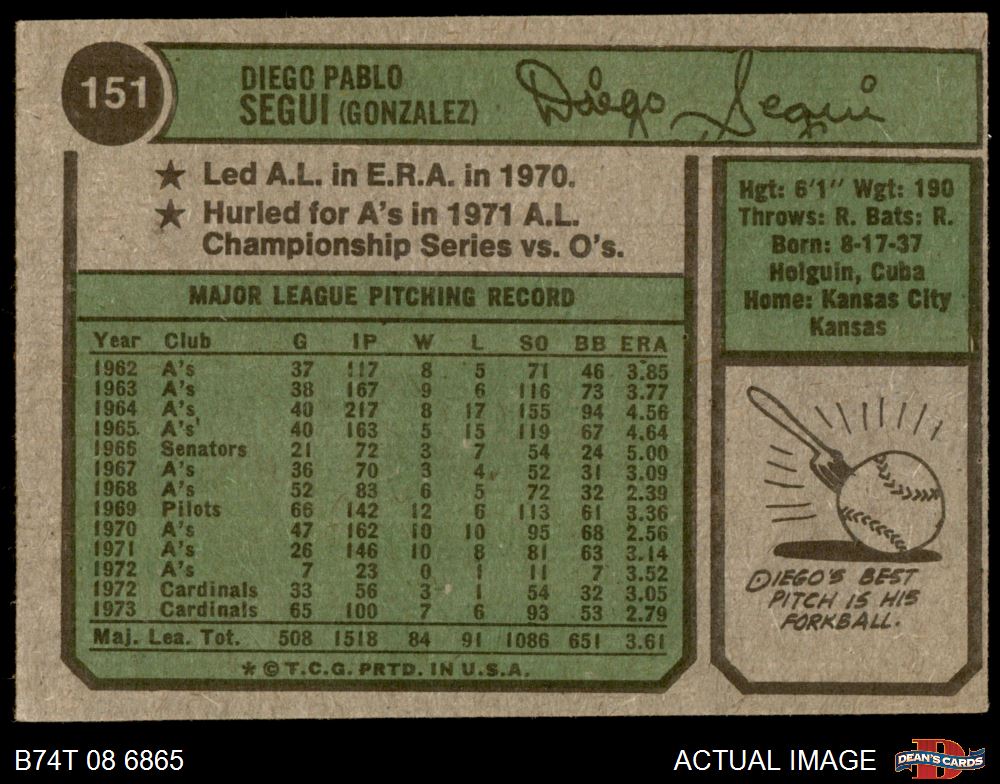 151
DIEGO PABLO
SEGUI (GONZALEZ)
Diego Segui
★ Led A.L. in E.R.A. in 1970.
★ Hurled for A's in 1971 A.L.
Championship Series vs. O's.
MAJOR LEAGUE PITCHING RECORD
Year Club G IP W L SO BB ERA
1962 A's 37 117 8 5 71 46 3.85
1963 A's 38 167 9 6 116 73 3.77
1964 A's 40 217 8 17 155 94 4.56
1965 A's 40 163 5 15 119 67 4.64
1966 Senators 21 72 3 7 54 24 5.00
1967 A's 36 70 3 4 52 31 3.09
1968 A's 52 83 6 5 72 32 2.39
1969 Pilots 66 142 12 6 113 61 3.36
1970 A's 47 162 10 10 95 68 2.56
1971 A's 26 146 10 8 81 63 3.14
1972 A's 7 23 0 1 11 7 3.52
1972 Cardinals 33 56 3 1 54 32 3.05
1973 Cardinals 65 100 7 6 93 53 2.79
Maj. Lea. Tot. 508 1518 84 91 1086 651 3.61
* © T.C.G. PRTD. IN U.S.A.
Hgt: 6'1" Wgt: 190
Throws: R. Bats: R.
Born: 8-17-37
Holguin, Cuba
Home: Kansas City
Kansas
DIEGO'S BEST
PITCH IS HIS
FORKBALL.
B74T 08 6865
ACTUAL IMAGE
DEAN'S CARDS